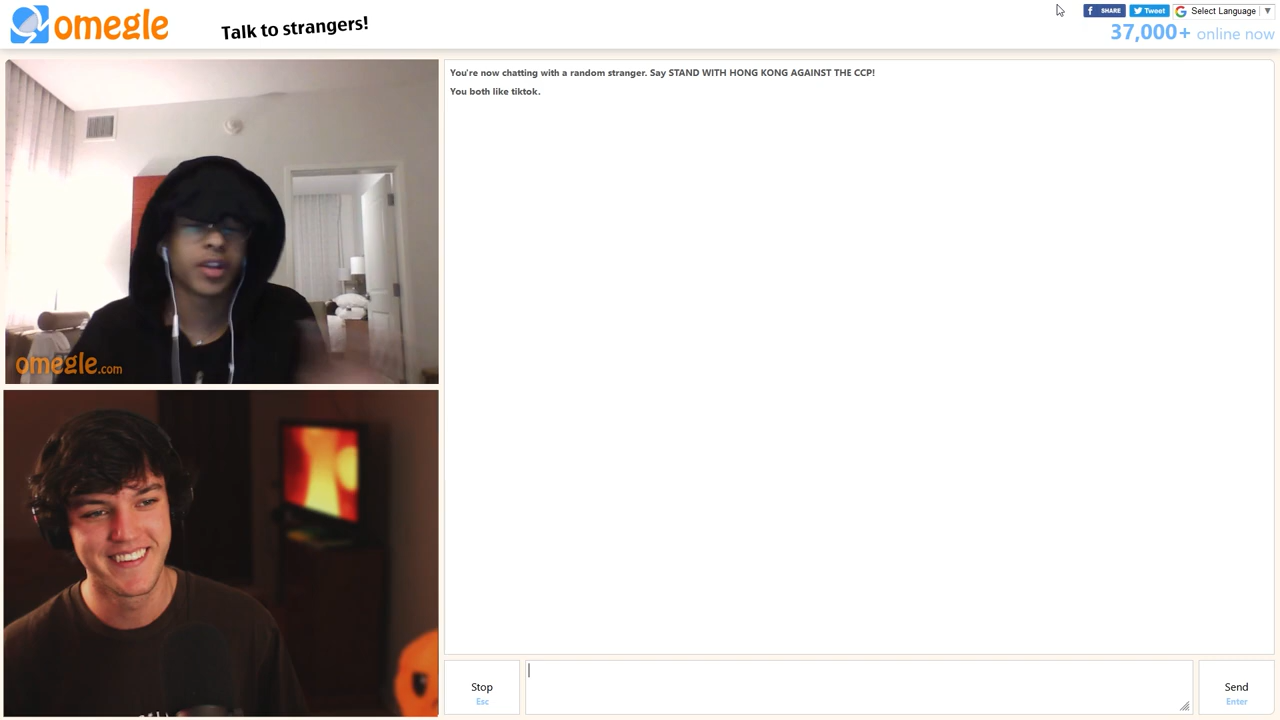 omegle
Talk to strangers!
f SHARE
Tweet
G Select Language ▼
37,000+ online now
You're now chatting with a random stranger. Say STAND WITH HONG KONG AGAINST THE CCP!
You both like tiktok.
omegle.com
Stop
Esc
Send
Enter